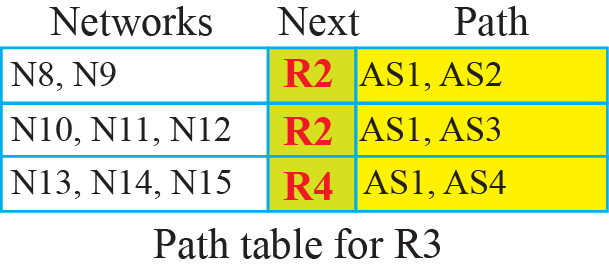 Networks Next Path
N8, N9 R2 AS1, AS2
N10, N11, N12 R2 AS1, AS3
N13, N14, N15 R4 AS1, AS4
Path table for R3